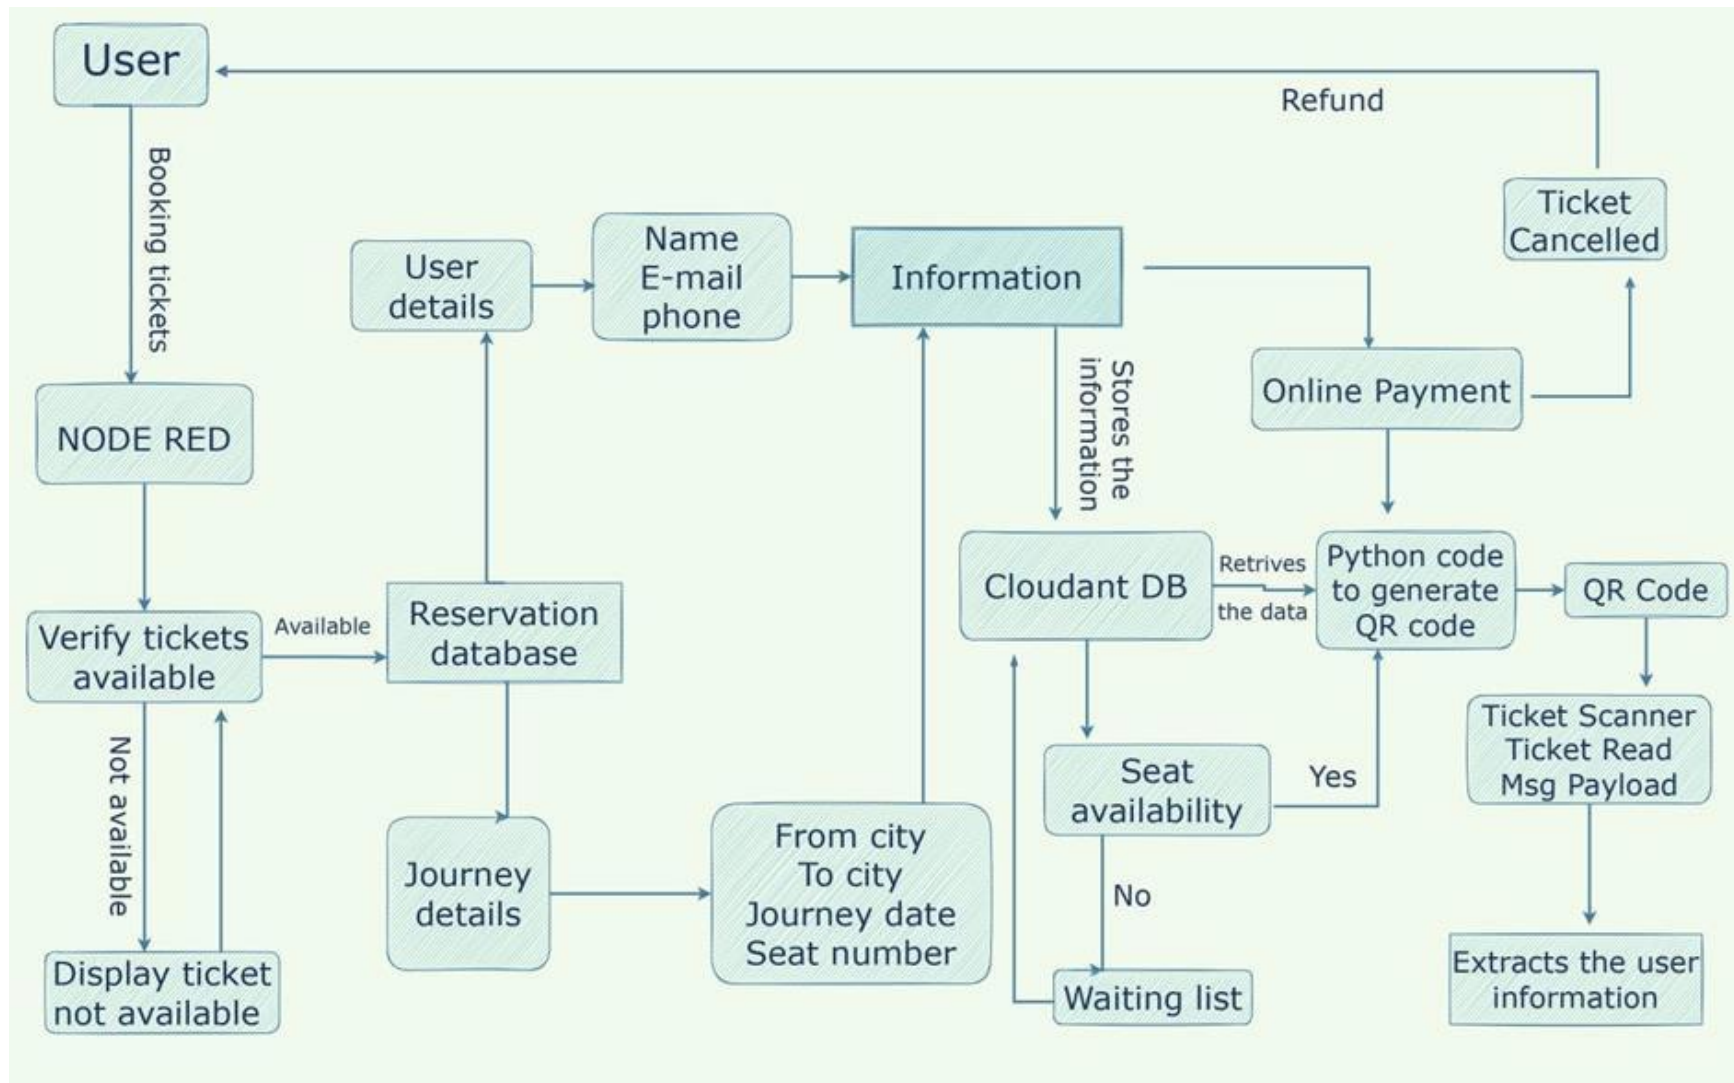 User
Refund
Booking tickets
Ticket
Cancelled
User
details
Name
E-mail
phone
Information
Online Payment
NODE RED
Stores the
information
Cloudant DB
Retrives
the data
Python code
to generate
QR code
QR Code
Verify tickets
available
Available
Reservation
database
Not available
Ticket Scanner
Ticket Read
Msg Payload
Seat
availability
Yes
Journey
details
From city
To city
Journey date
Seat number
No
Waiting list
Display ticket
not available
Extracts the user
information